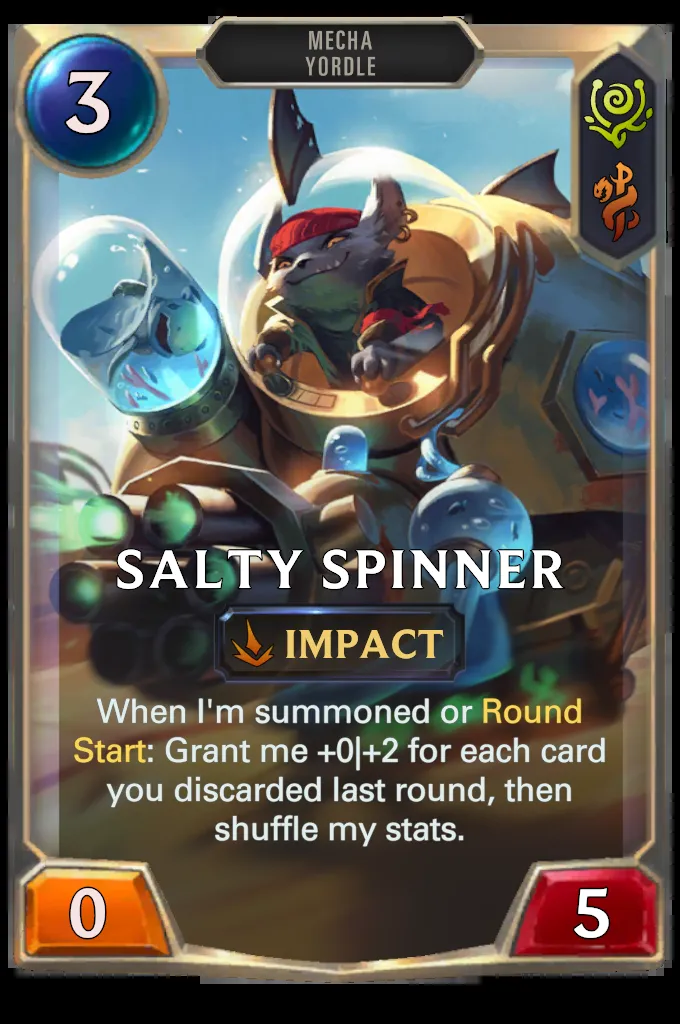 MECHA
YORDLE
3
SALTY SPINNER
IMPACT
When I'm summoned or Round
Start: Grant me +0|+2 for each card
you discarded last round, then
shuffle my stats.
0
5